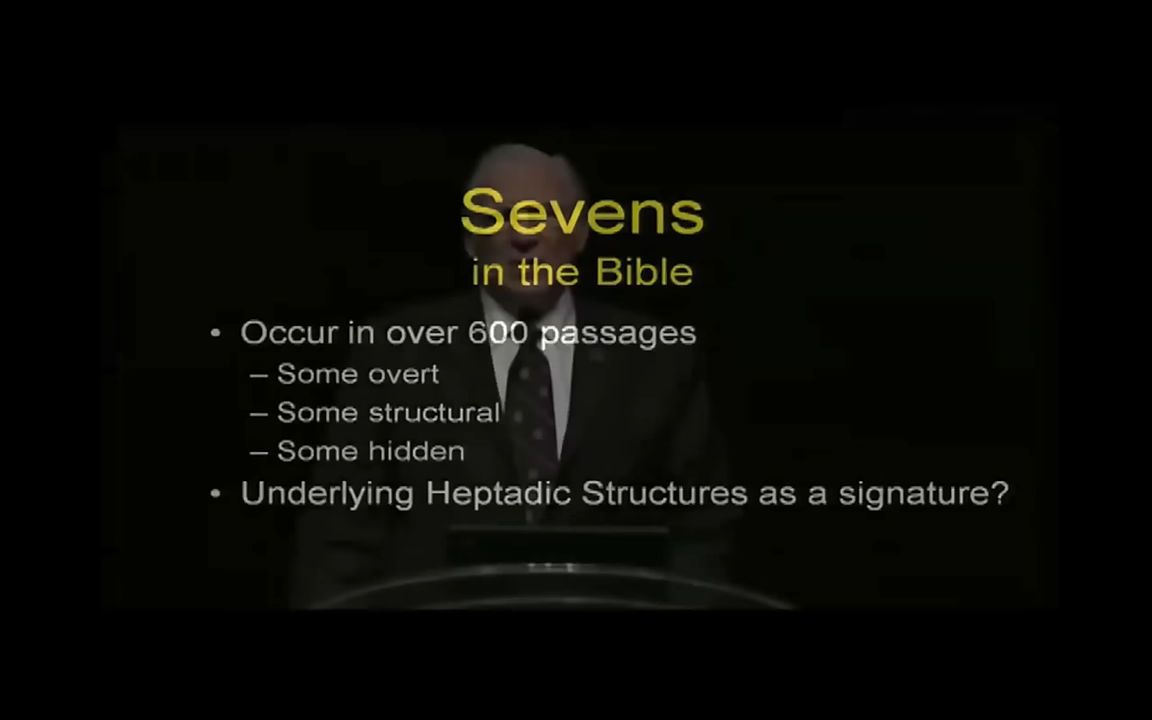 Sevens
in the Bible
• Occur in over 600 passages
– Some overt
– Some structural
– Some hidden
• Underlying Heptadic Structures as a signature?